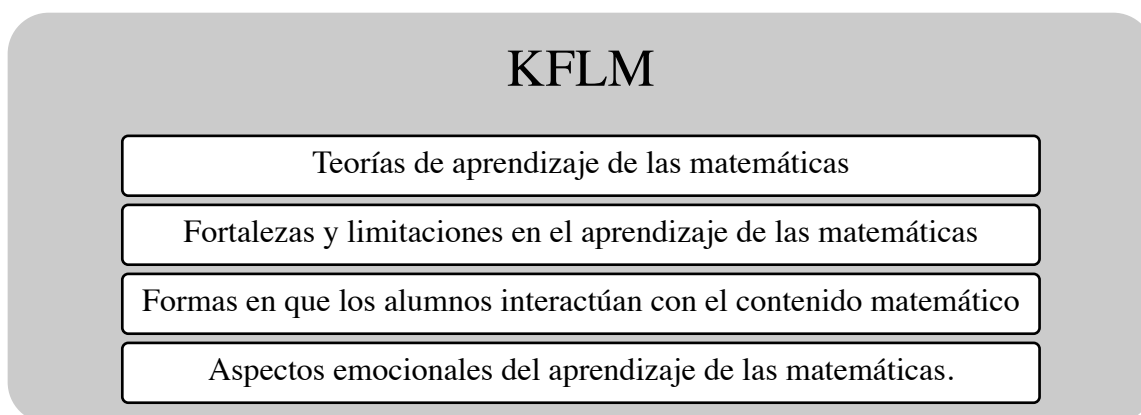 KFLM
Teorías de aprendizaje de las matemáticas
Fortalezas y limitaciones en el aprendizaje de las matemáticas
Formas en que los alumnos interactúan con el contenido matemático
Aspectos emocionales del aprendizaje de las matemáticas.